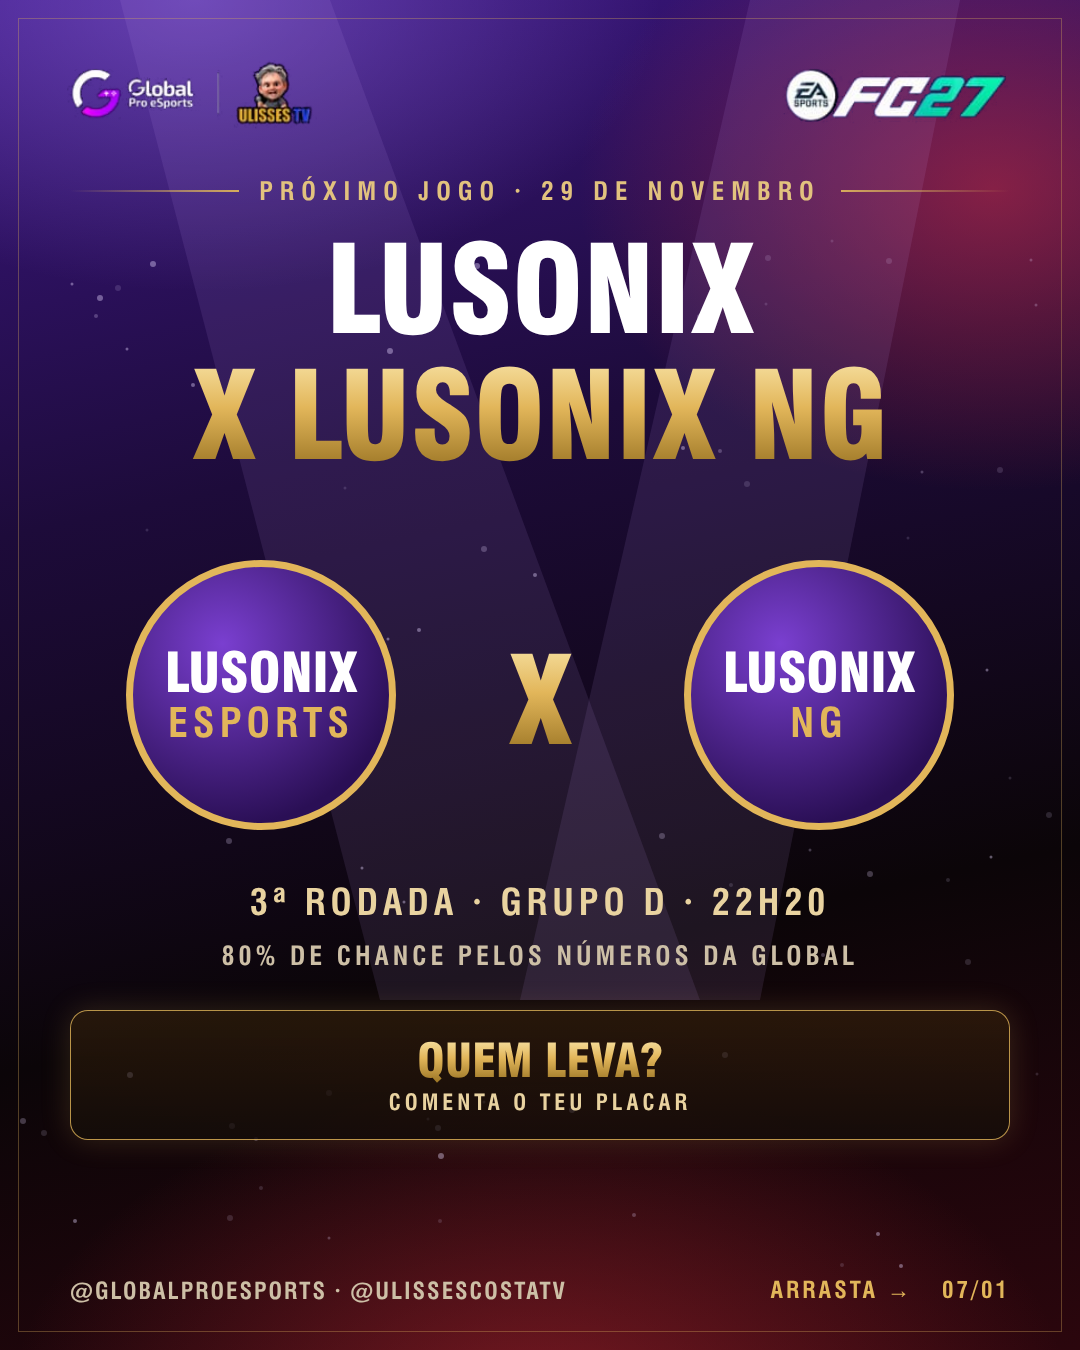 Global
Pro eSports
ULISSES TV
EA
SPORTS
FC27
PRÓXIMO JOGO · 29 DE NOVEMBRO
LUSONIX
X LUSONIX NG
LUSONIX
ESPORTS
X
LUSONIX
NG
3ª RODADA · GRUPO D · 22H20
80% DE CHANCE PELOS NÚMEROS DA GLOBAL
QUEM LEVA?
COMENTA O TEU PLACAR
@GLOBALPROESPORTS · @ULISSESCOSTATV
ARRASTA → 07/01